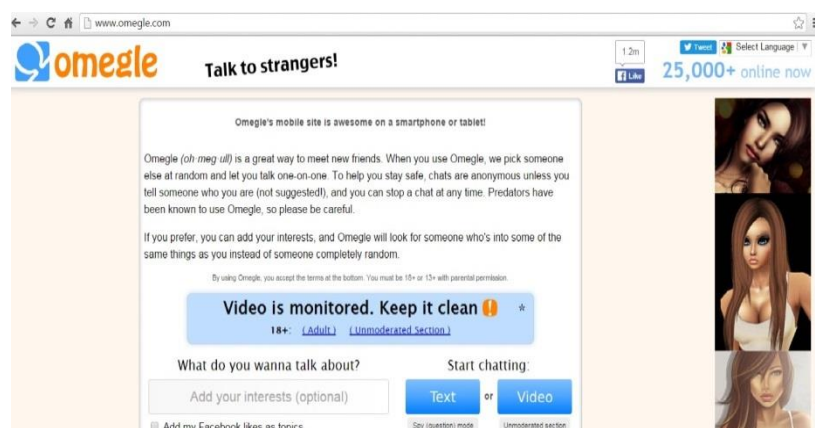 www.omegle.com
omegle
Talk to strangers!
1.2m
Like
Tweet
Select Language
25,000+ online now
Omegle's mobile site is awesome on a smartphone or tablet!
Omegle (oh·meg·ull) is a great way to meet new friends. When you use Omegle, we pick someone
else at random and let you talk one-on-one. To help you stay safe, chats are anonymous unless you
tell someone who you are (not suggested!), and you can stop a chat at any time. Predators have
been known to use Omegle, so please be careful.
If you prefer, you can add your interests, and Omegle will look for someone who's into some of the
same things as you instead of someone completely random.
By using Omegle, you accept the terms at the bottom. You must be 18+ or 13+ with parental permission.
Video is monitored. Keep it clean
18+: (Adult) (Unmoderated Section)
What do you wanna talk about?
Start chatting:
Add your interests (optional)
Text or Video
Add my Facebook likes as topics
Spy (question) mode
Unmoderated section